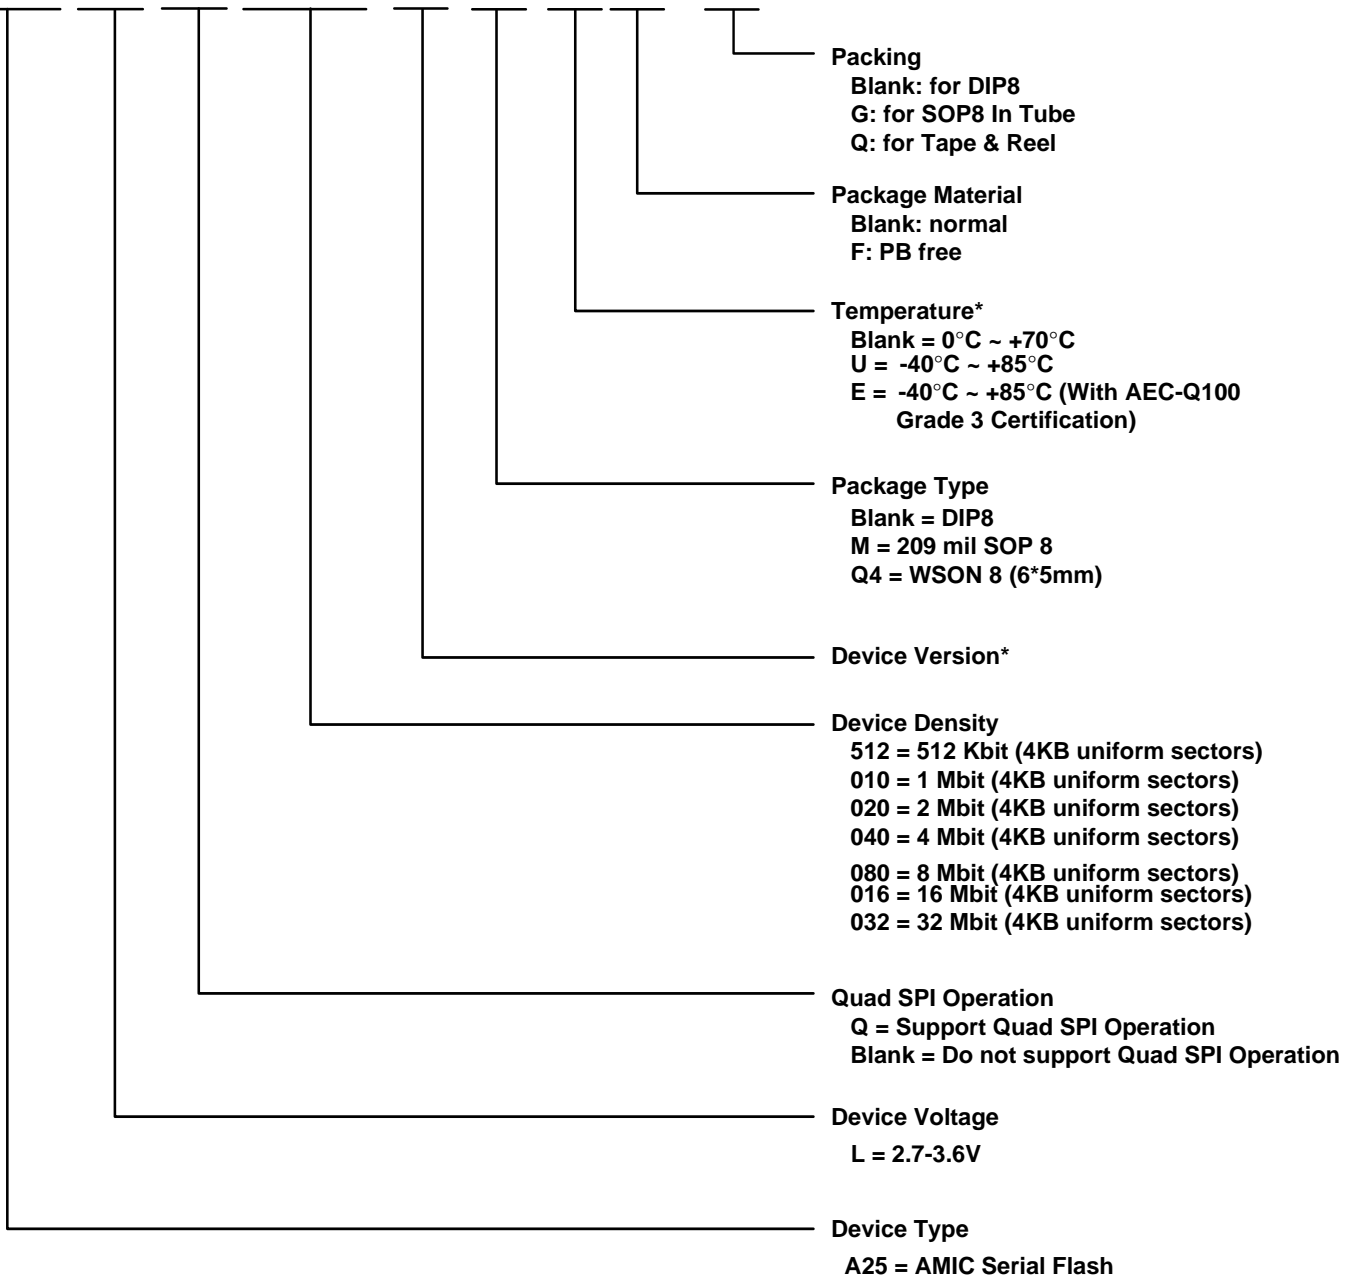 Packing
Blank: for DIP8
G: for SOP8 In Tube
Q: for Tape & Reel
Package Material
Blank: normal
F: PB free
Temperature*
Blank = 0°C ~ +70°C
U = -40°C ~ +85°C
E = -40°C ~ +85°C (With AEC-Q100
Grade 3 Certification)
Package Type
Blank = DIP8
M = 209 mil SOP 8
Q4 = WSON 8 (6*5mm)
Device Version*
Device Density
512 = 512 Kbit (4KB uniform sectors)
010 = 1 Mbit (4KB uniform sectors)
020 = 2 Mbit (4KB uniform sectors)
040 = 4 Mbit (4KB uniform sectors)
080 = 8 Mbit (4KB uniform sectors)
016 = 16 Mbit (4KB uniform sectors)
032 = 32 Mbit (4KB uniform sectors)
Quad SPI Operation
Q = Support Quad SPI Operation
Blank = Do not support Quad SPI Operation
Device Voltage
L = 2.7-3.6V
Device Type
A25 = AMIC Serial Flash